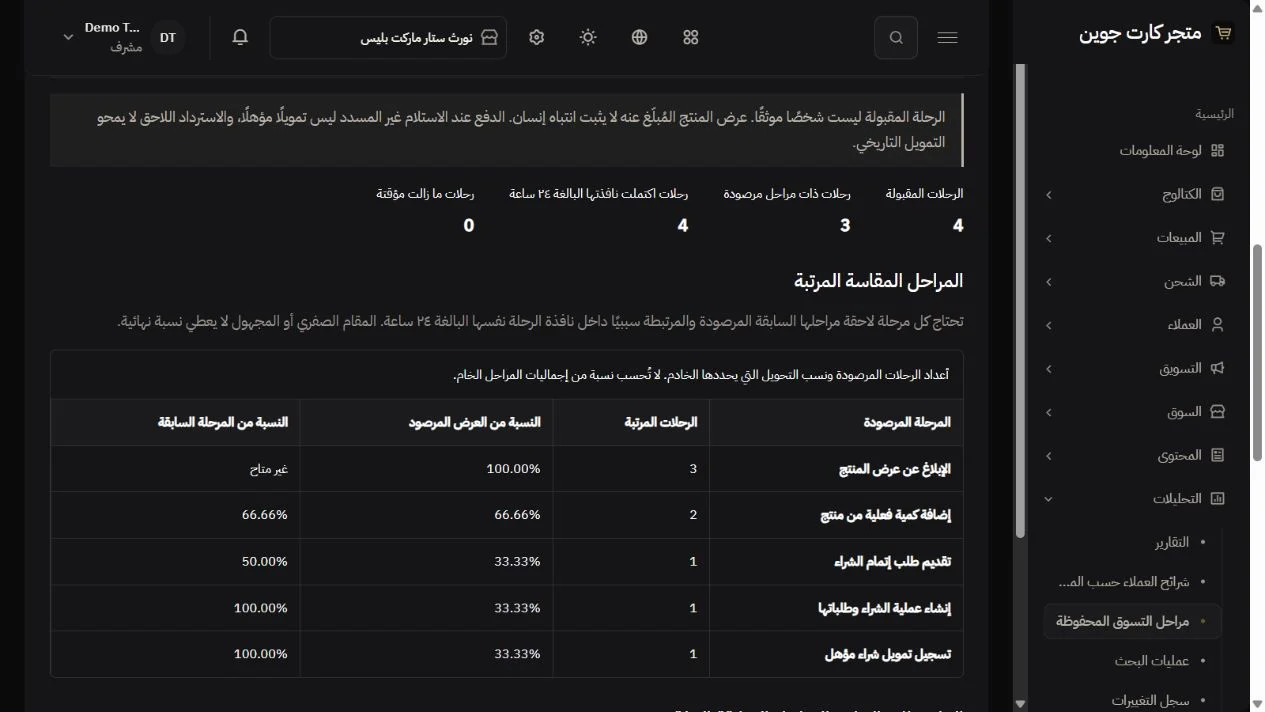 متجر كارت جوين
نورث ستار ماركت بليس
Demo T...
مشرف
DT
الرئيسية
لوحة المعلومات
الكتالوج
المبيعات
الشحن
العملاء
التسويق
السوق
المحتوى
التحليلات
التقارير
شرائح العملاء حسب الم...
مراحل التسوق المحفوظة
عمليات البحث
سجل التغييرات
الرحلة المقبولة ليست شخصًا موثقًا. عرض المنتج المُبلّغ عنه لا يثبت انتباه إنسان. الدفع عند الاستلام غير المسدد ليس تمويلًا مؤهلًا، والاسترداد اللاحق لا يمحو
التمويل التاريخي.
الرحلات المقبولة
4
رحلات ذات مراحل مرصودة
3
رحلات اكتملت نافذتها البالغة ٢٤ ساعة
4
رحلات ما زالت مؤقتة
0
المراحل المقاسة المرتبة
تحتاج كل مرحلة لاحقة مراحلها السابقة المرصودة والمرتبطة سببيًا داخل نافذة الرحلة نفسها البالغة ٢٤ ساعة. المقام الصفري أو المجهول لا يعطي نسبة نهائية.
أعداد الرحلات المرصودة ونسب التحويل التي يحددها الخادم. لا تُحسب نسبة من إجماليات المراحل الخام.
المرحلة المرصودة الرحلات المرتبة النسبة من العرض المرصود النسبة من المرحلة السابقة
الإبلاغ عن عرض المنتج 3 100.00% غير متاح
إضافة كمية فعلية من منتج 2 66.66% 66.66%
تقديم طلب إتمام الشراء 1 33.33% 50.00%
إنشاء عملية الشراء وطلباتها 1 33.33% 100.00%
تسجيل تمويل شراء مؤهل 1 33.33% 100.00%